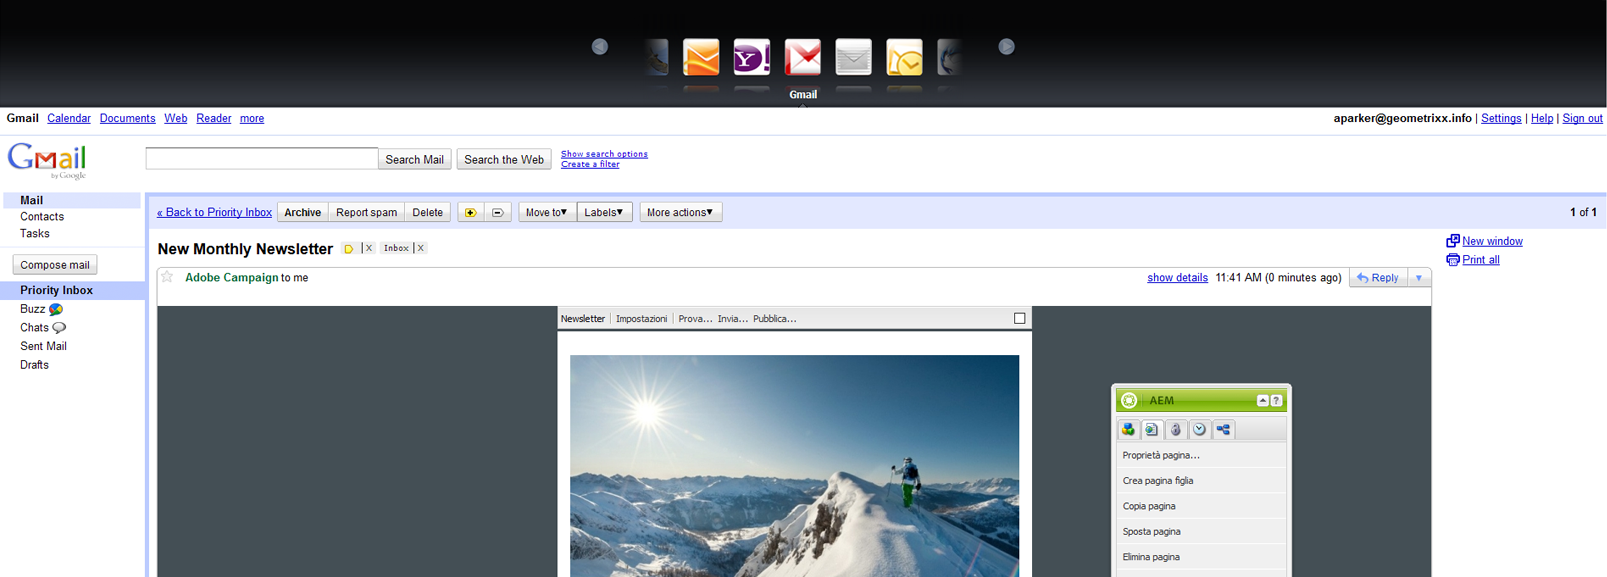 Gmail
Gmail Calendar Documents Web Reader more
aparker@geometrixx.info | Settings | Help | Sign out
Gmail
by Google
Search Mail Search the Web
Show search options
Create a filter
Mail
Contacts
Tasks
Compose mail
Priority Inbox
Buzz
Chats
Sent Mail
Drafts
« Back to Priority Inbox Archive Report spam Delete Move to▼ Labels▼ More actions▼
1 of 1
New Monthly Newsletter | X Inbox | X
New window
Print all
Adobe Campaign to me
show details 11:41 AM (0 minutes ago) Reply
Newsletter Impostazioni Prova... Invia... Pubblica...
AEM
?
Proprietà pagina...
Crea pagina figlia
Copia pagina
Sposta pagina
Elimina pagina